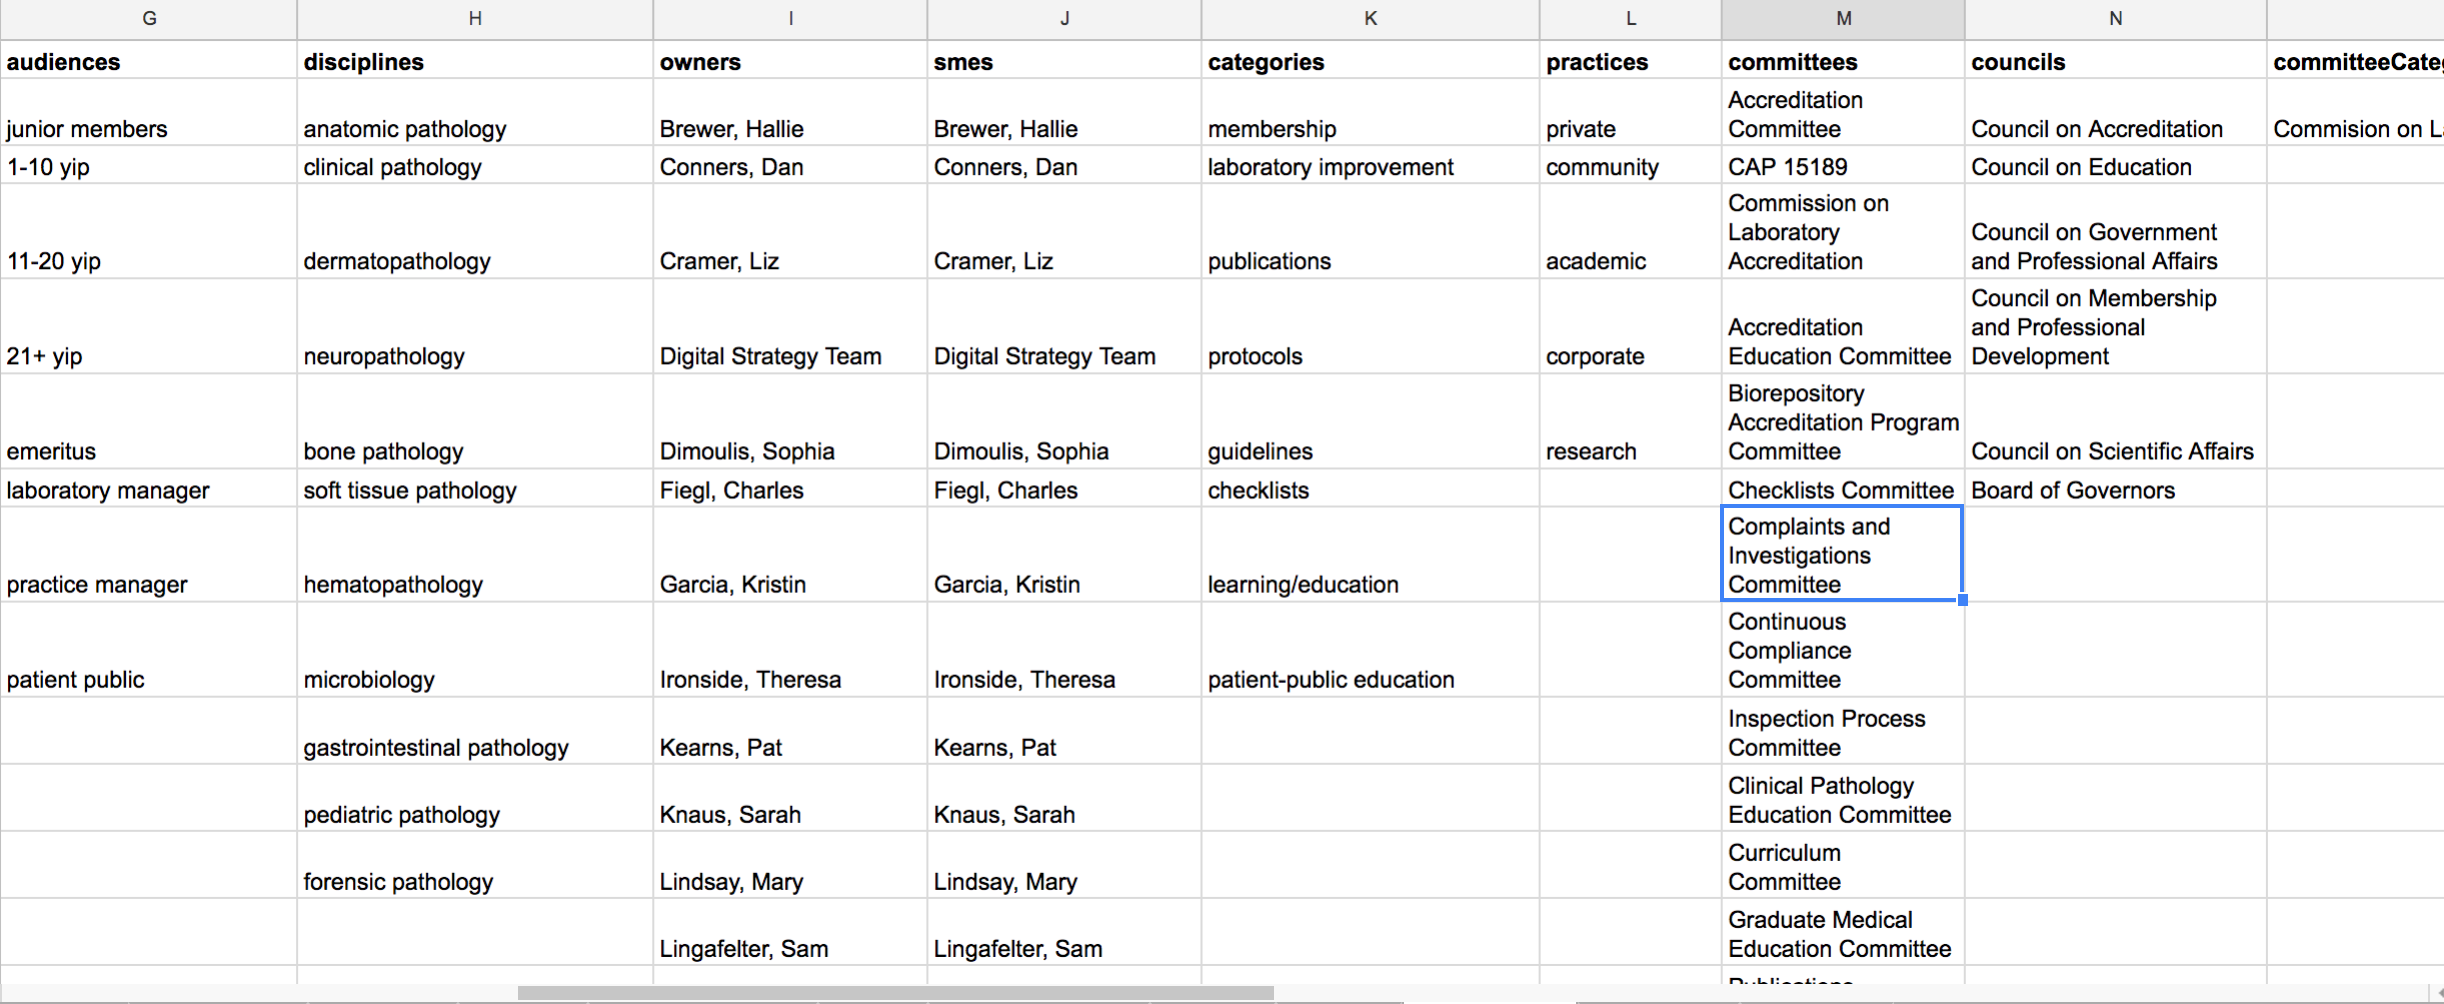 G H I J K L M N
audiences disciplines owners smes categories practices committees councils committeeCateg
Accreditation
junior members anatomic pathology Brewer, Hallie Brewer, Hallie membership private Committee Council on Accreditation Commision on La
1-10 yip clinical pathology Conners, Dan Conners, Dan laboratory improvement community CAP 15189 Council on Education
Commission on
Laboratory Council on Government
11-20 yip dermatopathology Cramer, Liz Cramer, Liz publications academic Accreditation and Professional Affairs
Council on Membership
Accreditation and Professional
21+ yip neuropathology Digital Strategy Team Digital Strategy Team protocols corporate Education Committee Development
Biorepository
Accreditation Program
emeritus bone pathology Dimoulis, Sophia Dimoulis, Sophia guidelines research Committee Council on Scientific Affairs
laboratory manager soft tissue pathology Fiegl, Charles Fiegl, Charles checklists Checklists Committee Board of Governors
Complaints and
Investigations
practice manager hematopathology Garcia, Kristin Garcia, Kristin learning/education Committee
Continuous
Compliance
patient public microbiology Ironside, Theresa Ironside, Theresa patient-public education Committee
Inspection Process
gastrointestinal pathology Kearns, Pat Kearns, Pat Committee
Clinical Pathology
pediatric pathology Knaus, Sarah Knaus, Sarah Education Committee
Curriculum
forensic pathology Lindsay, Mary Lindsay, Mary Committee
Graduate Medical
Lingafelter, Sam Lingafelter, Sam Education Committee
Publications